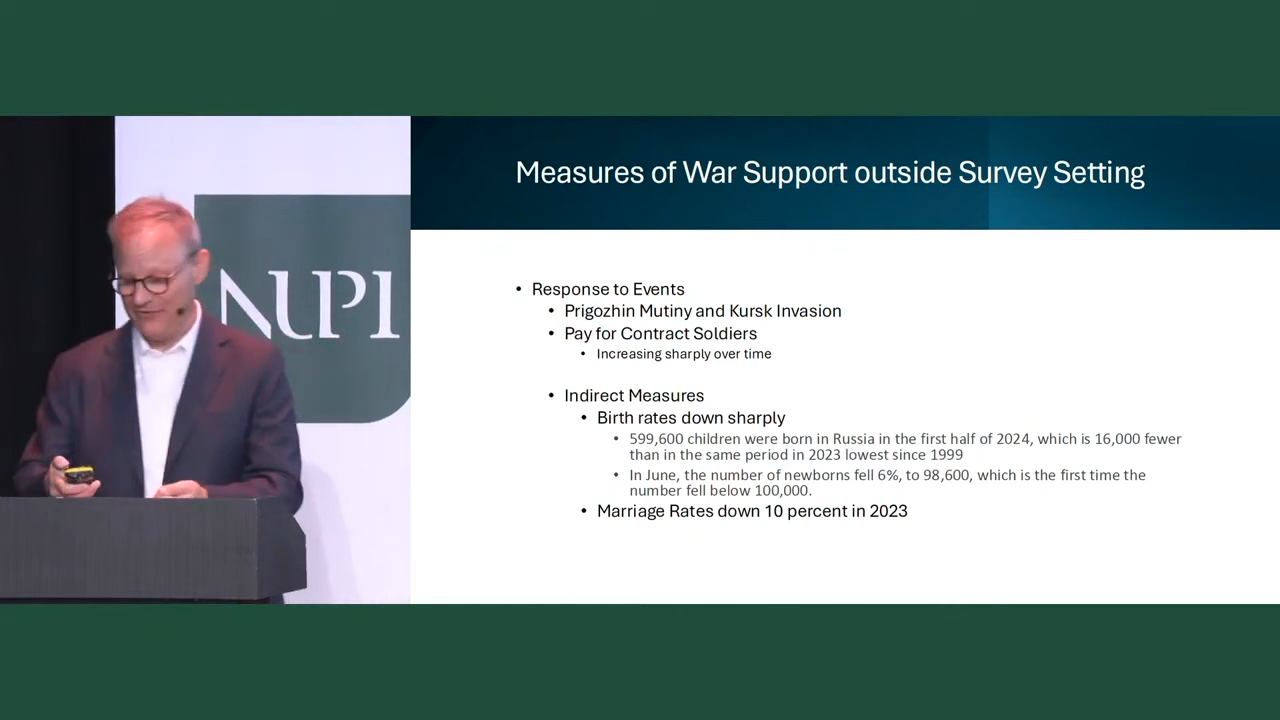 NUPI
Measures of War Support outside Survey Setting
• Response to Events
• Prigozhin Mutiny and Kursk Invasion
• Pay for Contract Soldiers
• Increasing sharply over time
• Indirect Measures
• Birth rates down sharply
• 599,600 children were born in Russia in the first half of 2024, which is 16,000 fewer
than in the same period in 2023 lowest since 1999
• In June, the number of newborns fell 6%, to 98,600, which is the first time the
number fell below 100,000.
• Marriage Rates down 10 percent in 2023